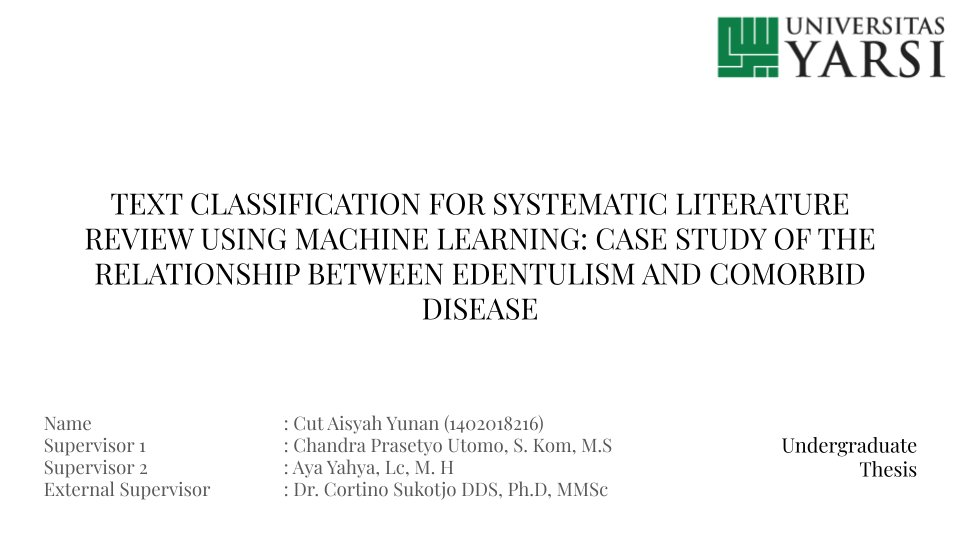 UNIVERSITAS
YARSI
TEXT CLASSIFICATION FOR SYSTEMATIC LITERATURE
REVIEW USING MACHINE LEARNING: CASE STUDY OF THE
RELATIONSHIP BETWEEN EDENTULISM AND COMORBID
DISEASE
Name : Cut Aisyah Yunan (1402018216)
Supervisor 1 : Chandra Prasetyo Utomo, S. Kom, M.S
Supervisor 2 : Aya Yahya, Lc, M. H
External Supervisor : Dr. Cortino Sukotjo DDS, Ph.D, MMSc
Undergraduate
Thesis